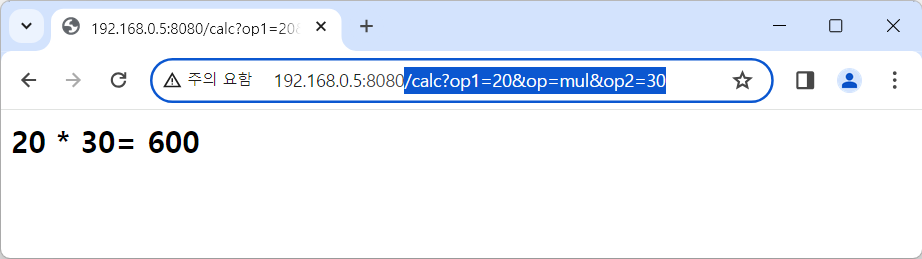 192.168.0.5:8080/calc?op1=20&
주의 요함 192.168.0.5:8080/calc?op1=20&op=mul&op2=30
20 * 30= 600